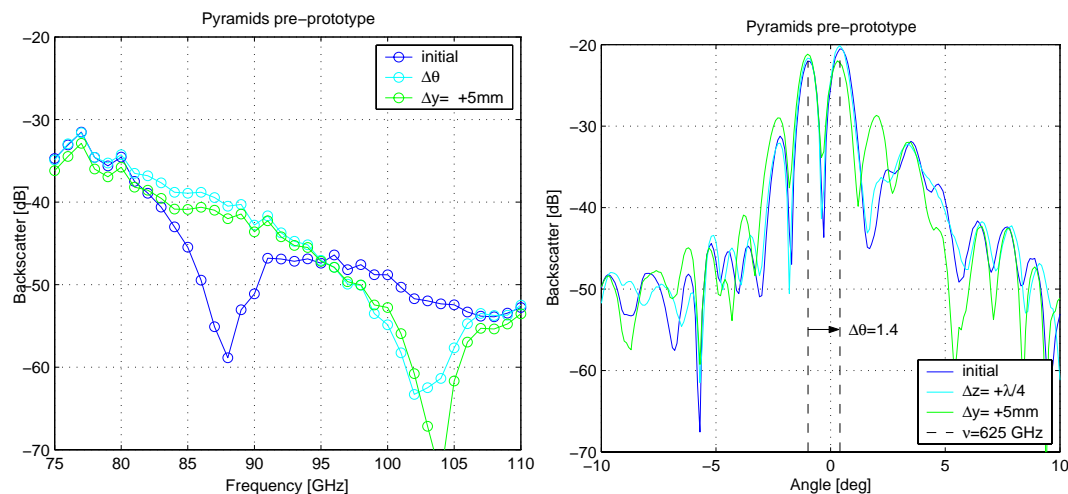 Pyramids pre-prototype
-20
-30
-40
-50
-60
-70
Backscatter [dB]
75 80 85 90 95 100 105 110
Frequency [GHz]
initial
Δθ
Δy= +5mm
Pyramids pre-prototype
-20
-30
-40
-50
-60
-70
Backscatter [dB]
-10 -5 0 5 10
Angle [deg]
Δθ=1.4
initial
Δz= +λ/4
Δy= +5mm
ν=625 GHz